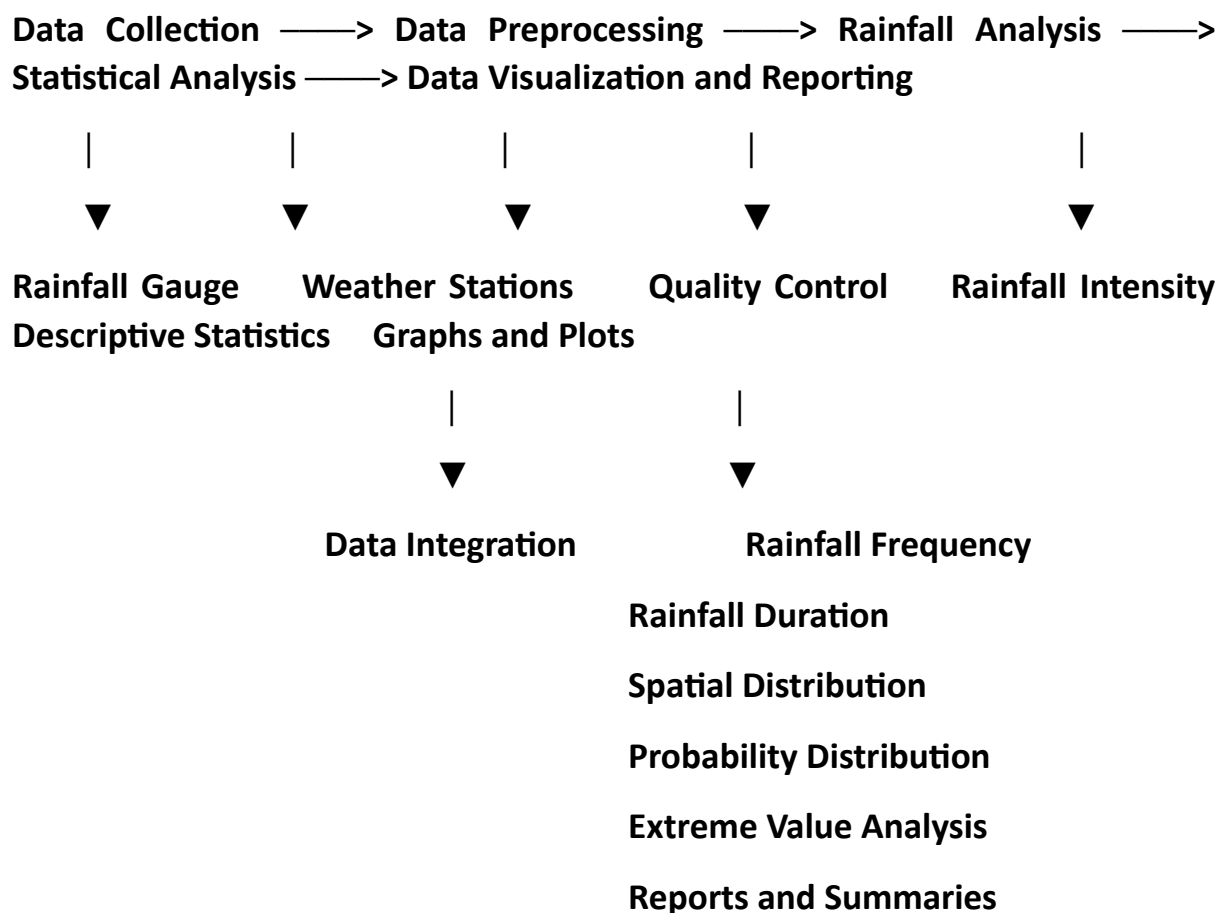 Data Collection ———> Data Preprocessing ———> Rainfall Analysis ———>
Statistical Analysis ———> Data Visualization and Reporting
| | | | |
▼ ▼ ▼ ▼ ▼
Rainfall Gauge Weather Stations Quality Control Rainfall Intensity
Descriptive Statistics Graphs and Plots
| |
▼ ▼
Data Integration Rainfall Frequency
Rainfall Duration
Spatial Distribution
Probability Distribution
Extreme Value Analysis
Reports and Summaries